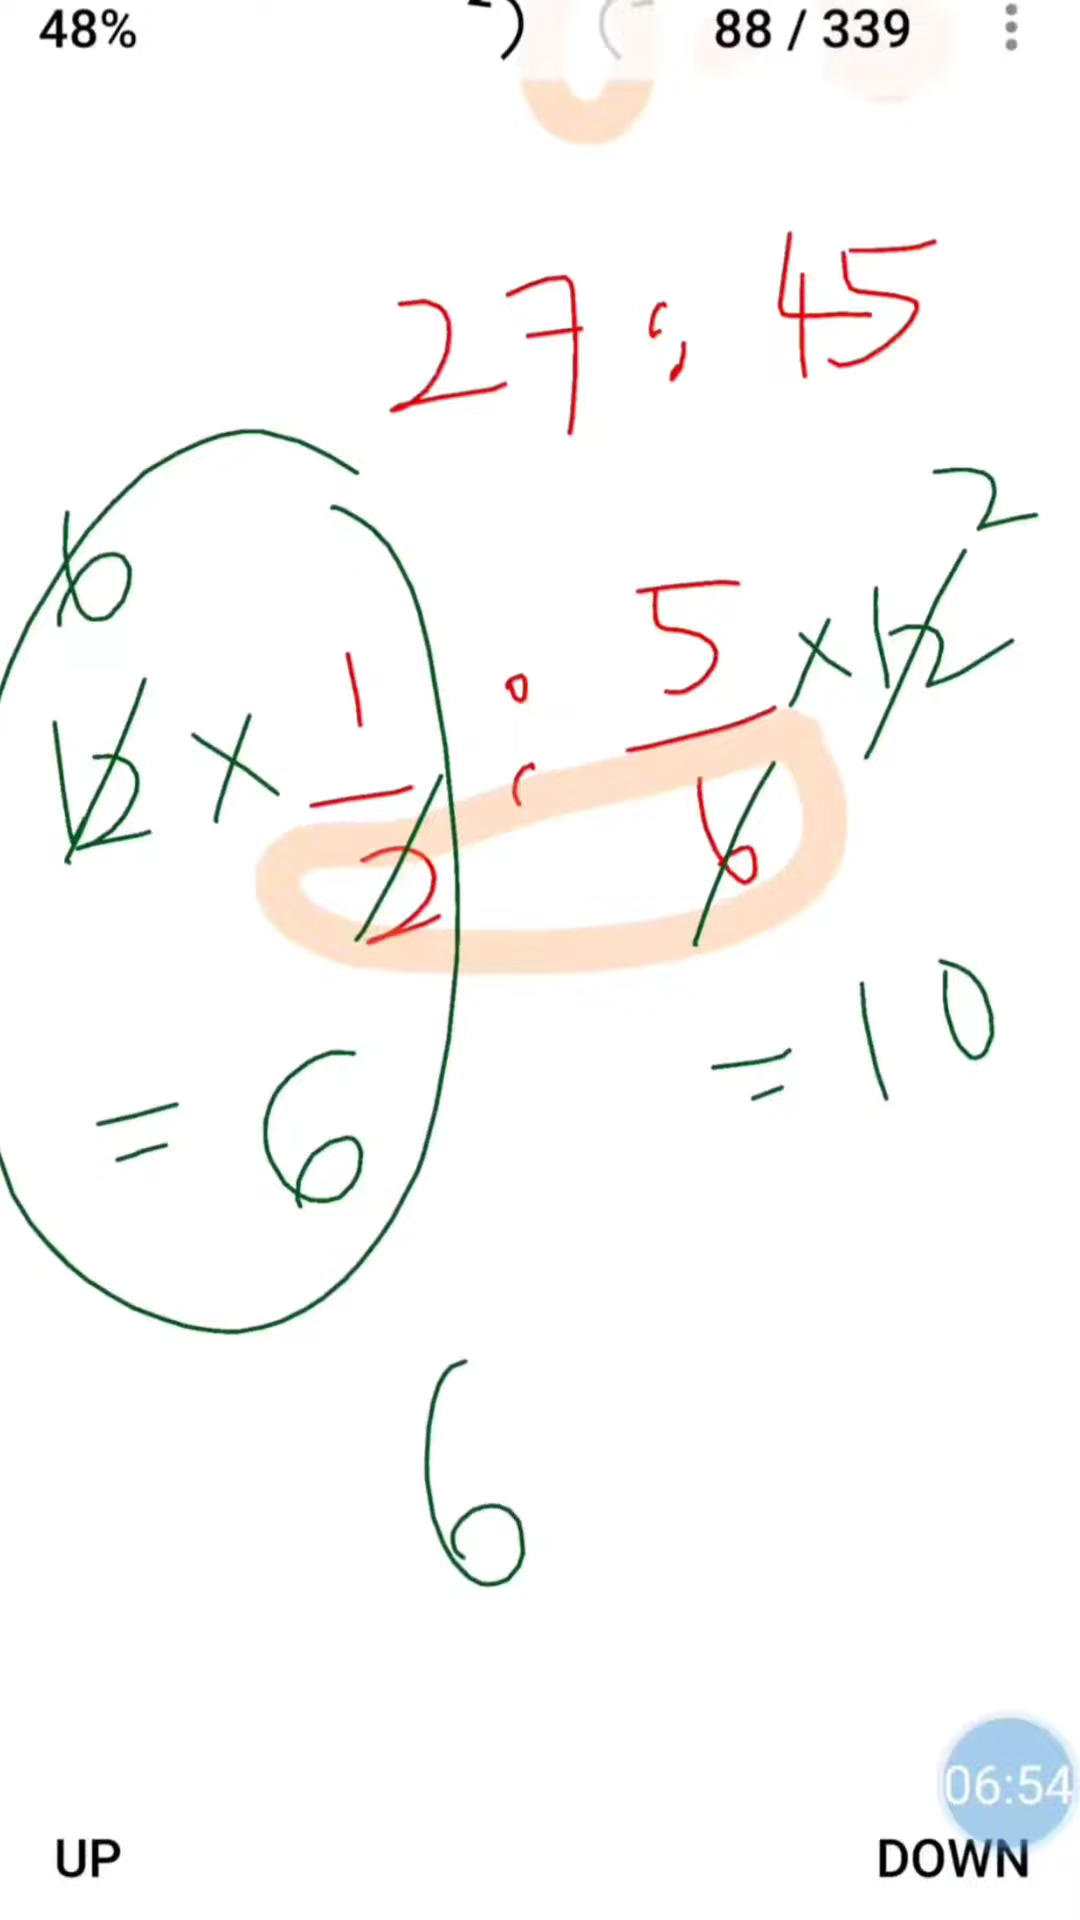 48% 88 / 339
27 : 45
6 2
12 × 1/2 : 5/6 × 12
= 6 = 10
6
06:54
UP DOWN